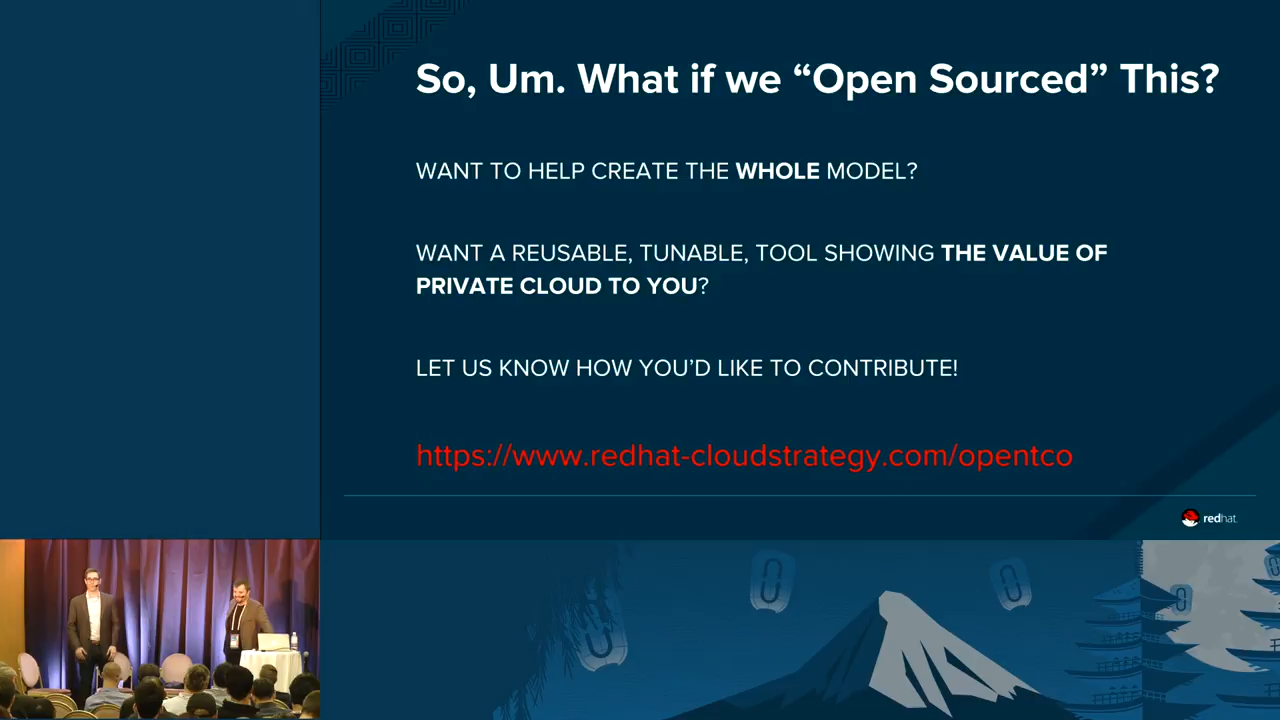 So, Um. What if we “Open Sourced” This?
WANT TO HELP CREATE THE WHOLE MODEL?
WANT A REUSABLE, TUNABLE, TOOL SHOWING THE VALUE OF
PRIVATE CLOUD TO YOU?
LET US KNOW HOW YOU’D LIKE TO CONTRIBUTE!
https://www.redhat-cloudstrategy.com/opentco
redhat.